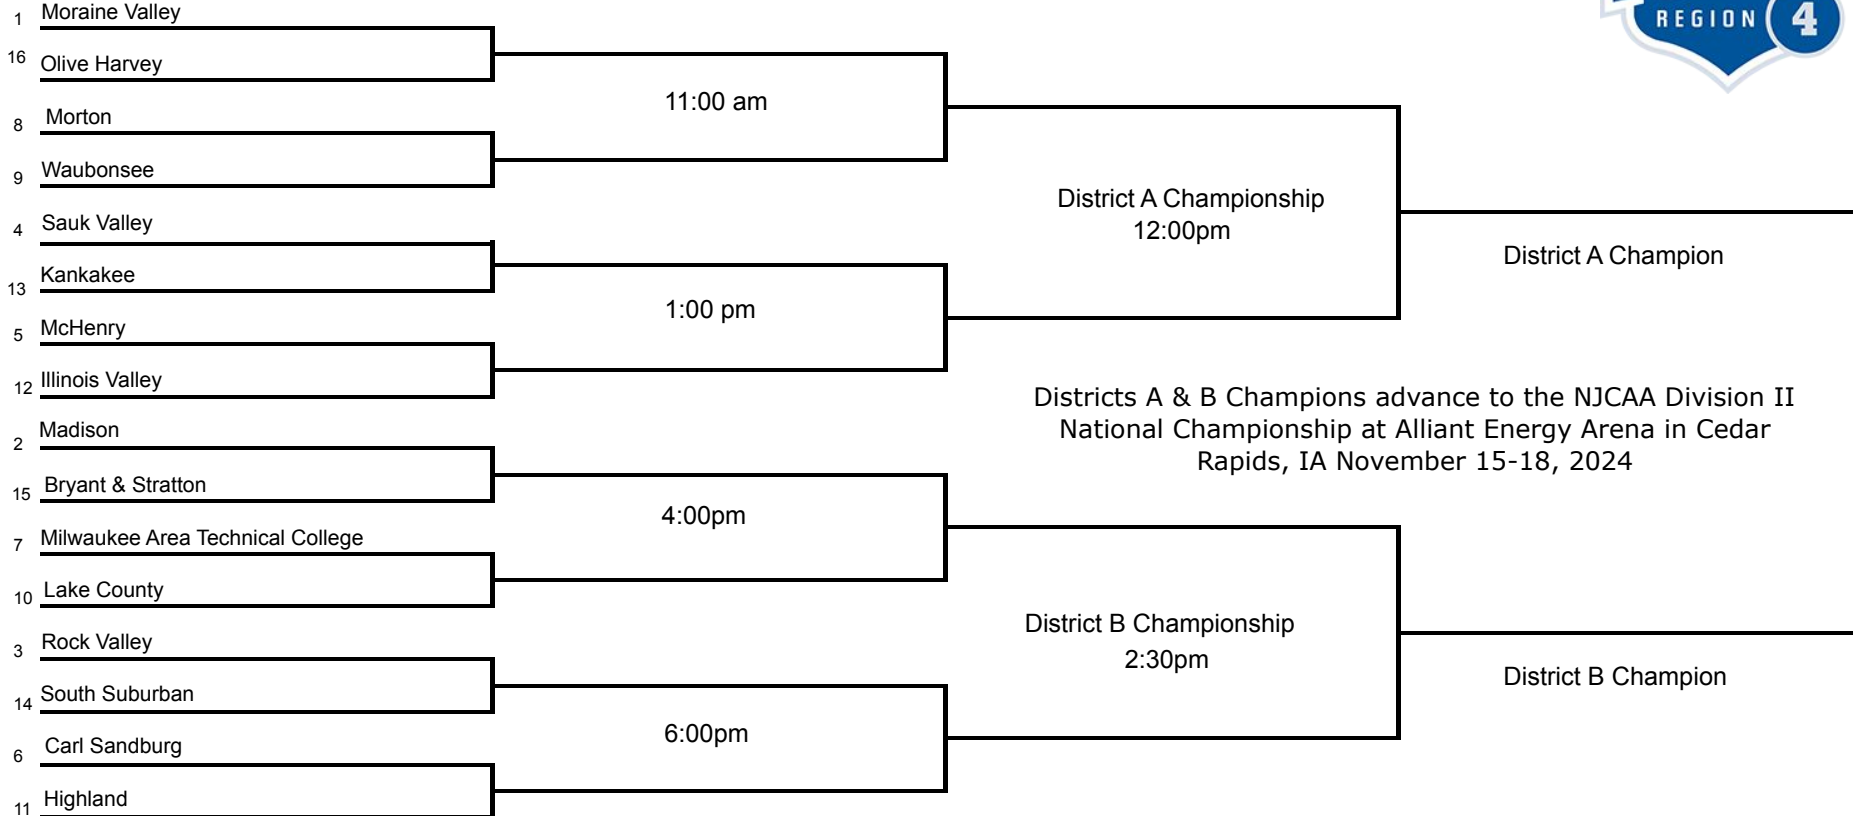 1 Moraine Valley
16 Olive Harvey
8 Morton
9 Waubonsee
4 Sauk Valley
13 Kankakee
5 McHenry
12 Illinois Valley
2 Madison
15 Bryant & Stratton
7 Milwaukee Area Technical College
10 Lake County
3 Rock Valley
14 South Suburban
6 Carl Sandburg
11 Highland
11:00 am
1:00 pm
4:00pm
6:00pm
District A Championship
12:00pm
District B Championship
2:30pm
REGION 4
District A Champion
Districts A & B Champions advance to the NJCAA Division II
National Championship at Alliant Energy Arena in Cedar
Rapids, IA November 15-18, 2024
District B Champion